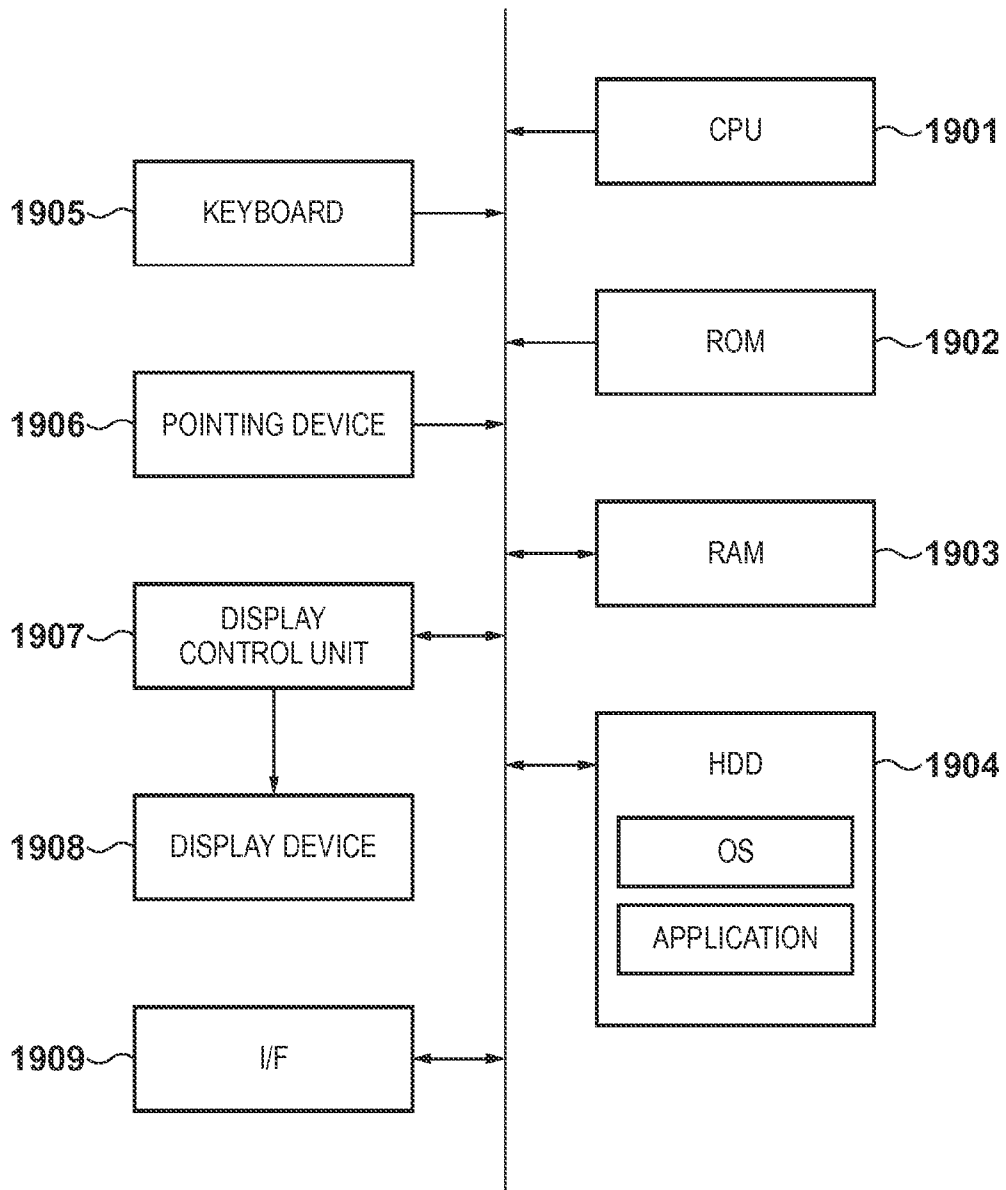 CPU
1901
1905
KEYBOARD
ROM
1902
1906
POINTING DEVICE
RAM
1903
1907
DISPLAY
CONTROL UNIT
HDD
1904
1908
DISPLAY DEVICE
OS
APPLICATION
1909
I/F